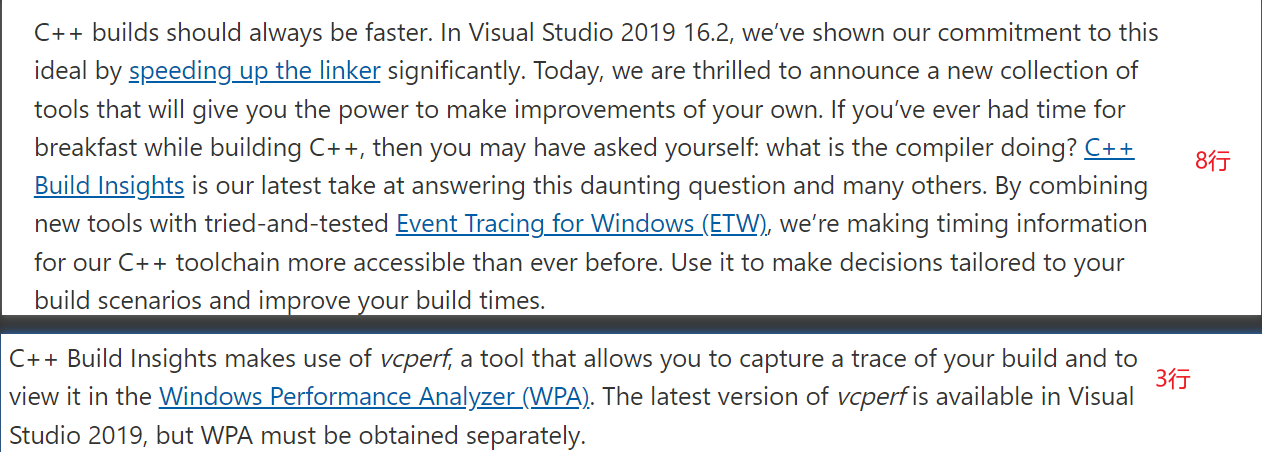 C++ builds should always be faster. In Visual Studio 2019 16.2, we’ve shown our commitment to this
ideal by speeding up the linker significantly. Today, we are thrilled to announce a new collection of
tools that will give you the power to make improvements of your own. If you’ve ever had time for
breakfast while building C++, then you may have asked yourself: what is the compiler doing? C++
Build Insights is our latest take at answering this daunting question and many others. By combining
new tools with tried-and-tested Event Tracing for Windows (ETW), we’re making timing information
for our C++ toolchain more accessible than ever before. Use it to make decisions tailored to your
build scenarios and improve your build times.
8行
C++ Build Insights makes use of vcperf, a tool that allows you to capture a trace of your build and to
view it in the Windows Performance Analyzer (WPA). The latest version of vcperf is available in Visual
Studio 2019, but WPA must be obtained separately.
3行